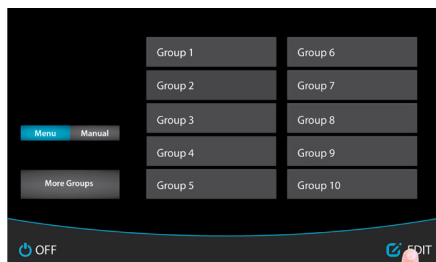 Group 1 Group 6
Group 2 Group 7
Group 3 Group 8
Menu Manual
Group 4 Group 9
More Groups
Group 5 Group 10
OFF EDIT